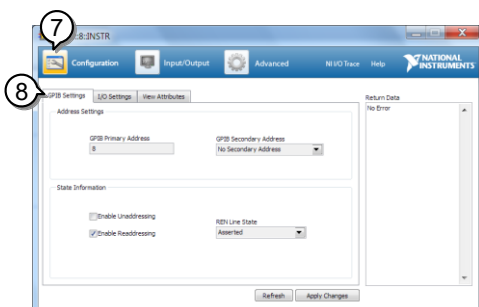 7
:8::INSTR
Configuration Input/Output Advanced NI I/O Trace Help NATIONAL INSTRUMENTS
8
GPIB Settings I/O Settings View Attributes
Return Data
Address Settings
No Error
GPIB Primary Address GPIB Secondary Address
8 No Secondary Address
State Information
Enable Unaddressing
REN Line State
Enable Readdressing
Asserted
Refresh Apply Changes